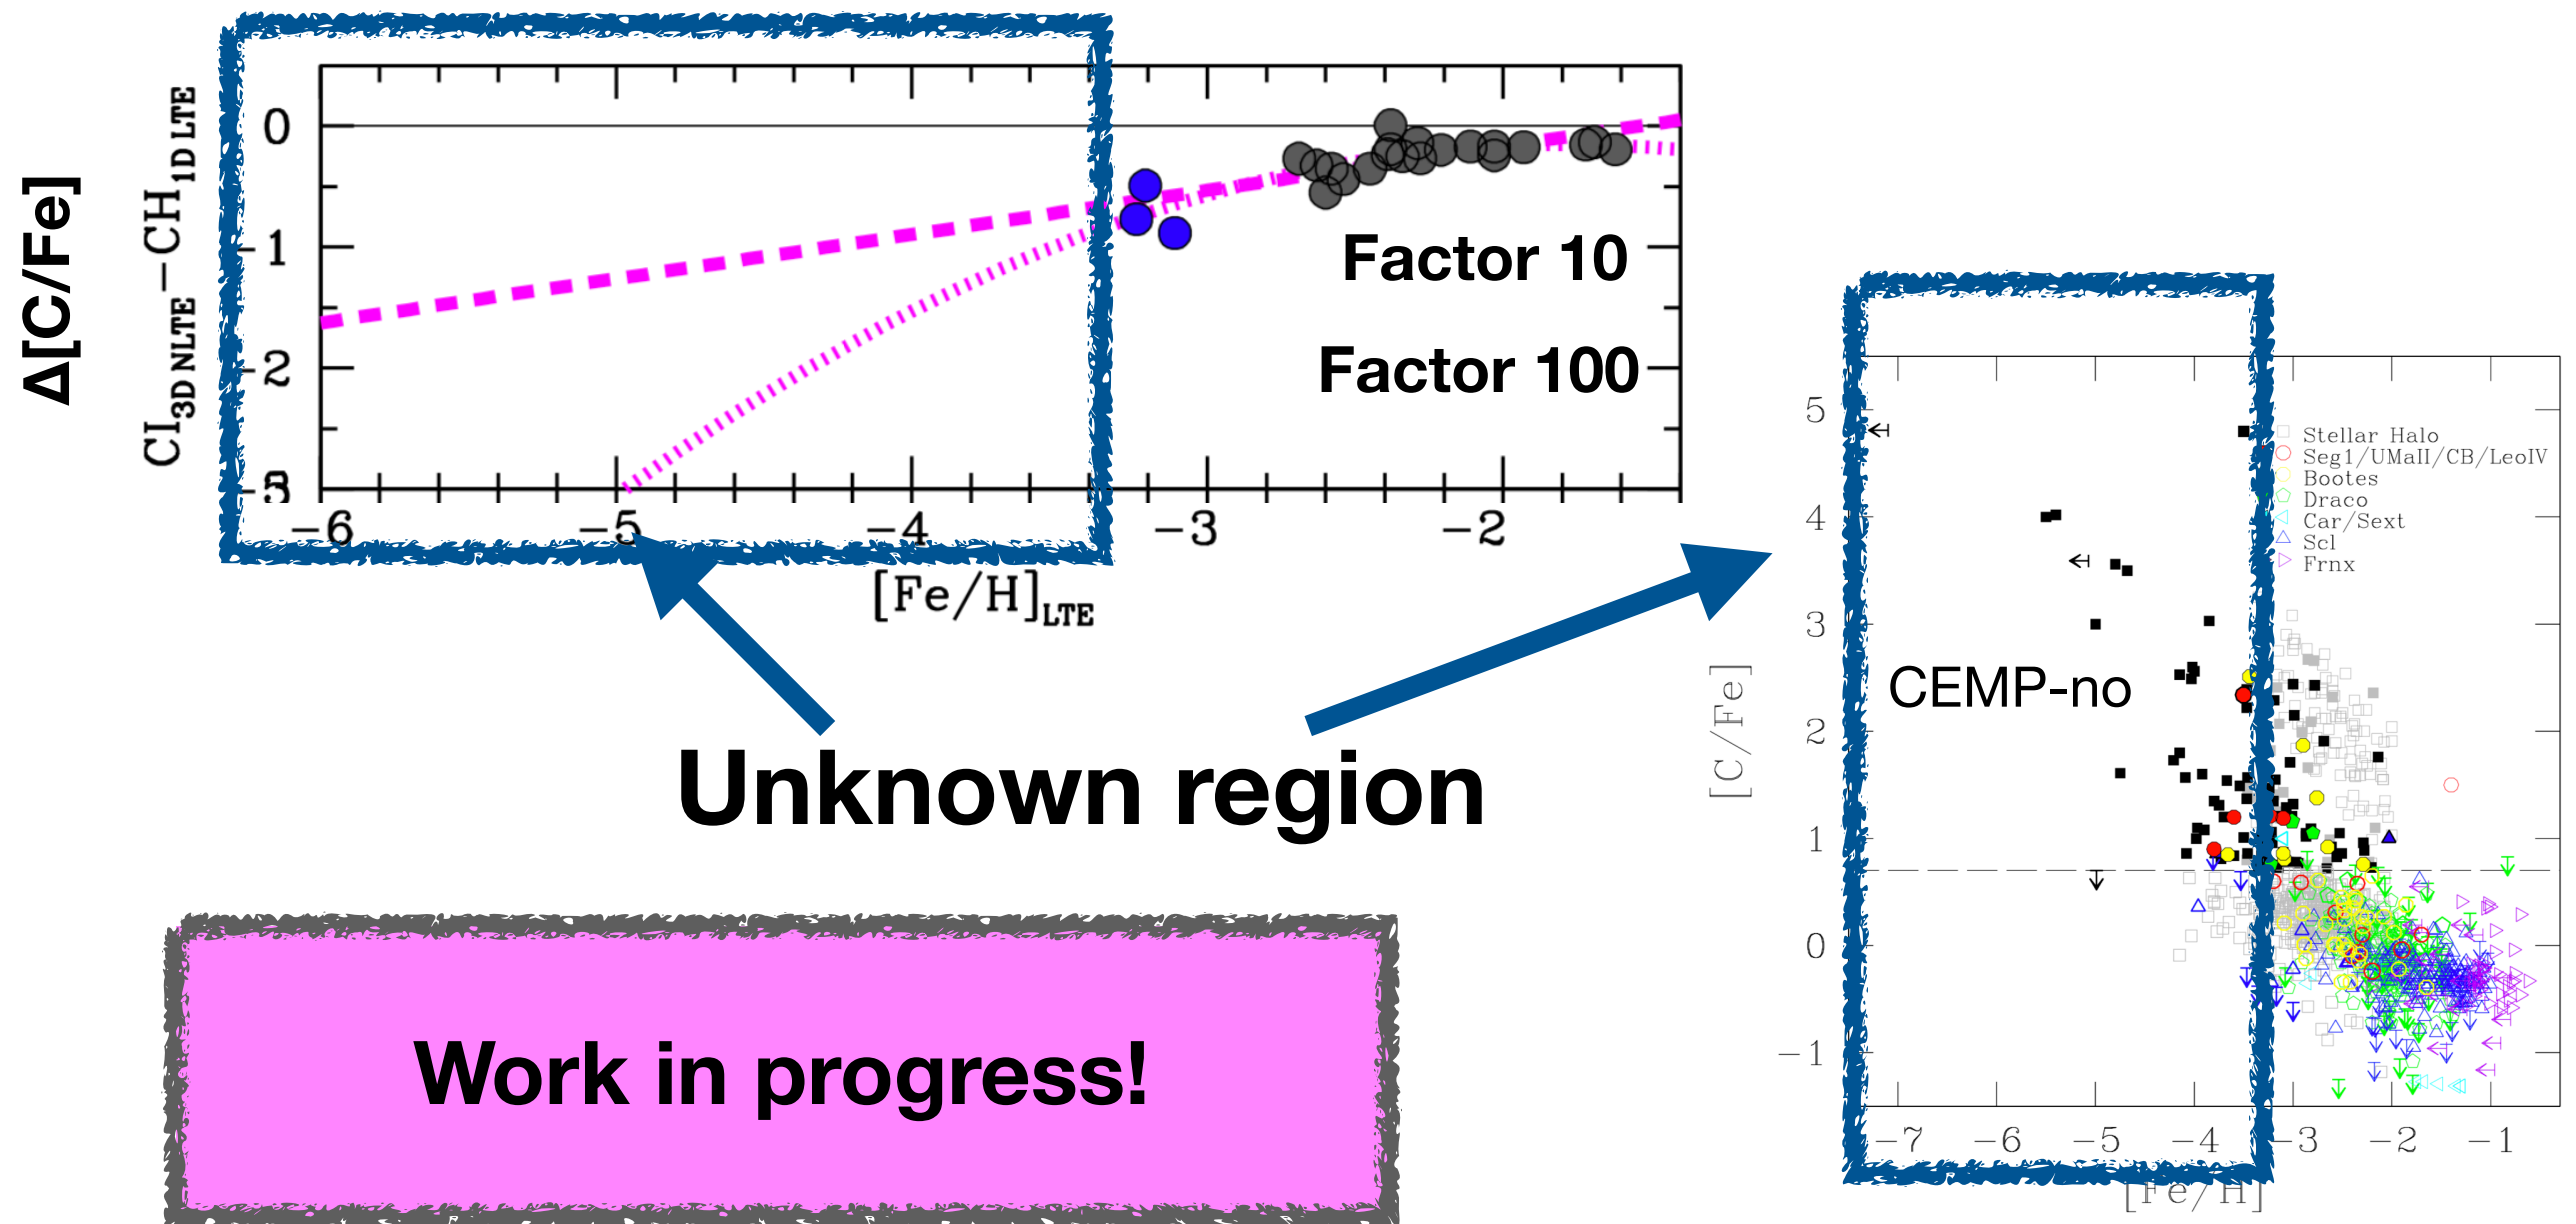 Δ[C/Fe]
CI3D NLTE−CH1D LTE
0
-1
-2
-3
−6 −5 −4 −3 −2
[Fe/H]LTE
Factor 10
Factor 100
Unknown region
Work in progress!
[C/Fe]
5
4
3
2
1
0
−1
CEMP-no
Stellar Halo
Seg1/UMaII/CB/LeoIV
Bootes
Draco
Car/Sext
Scl
Frnx
−7 −6 −5 −4 −3 −2 −1
[Fe/H]